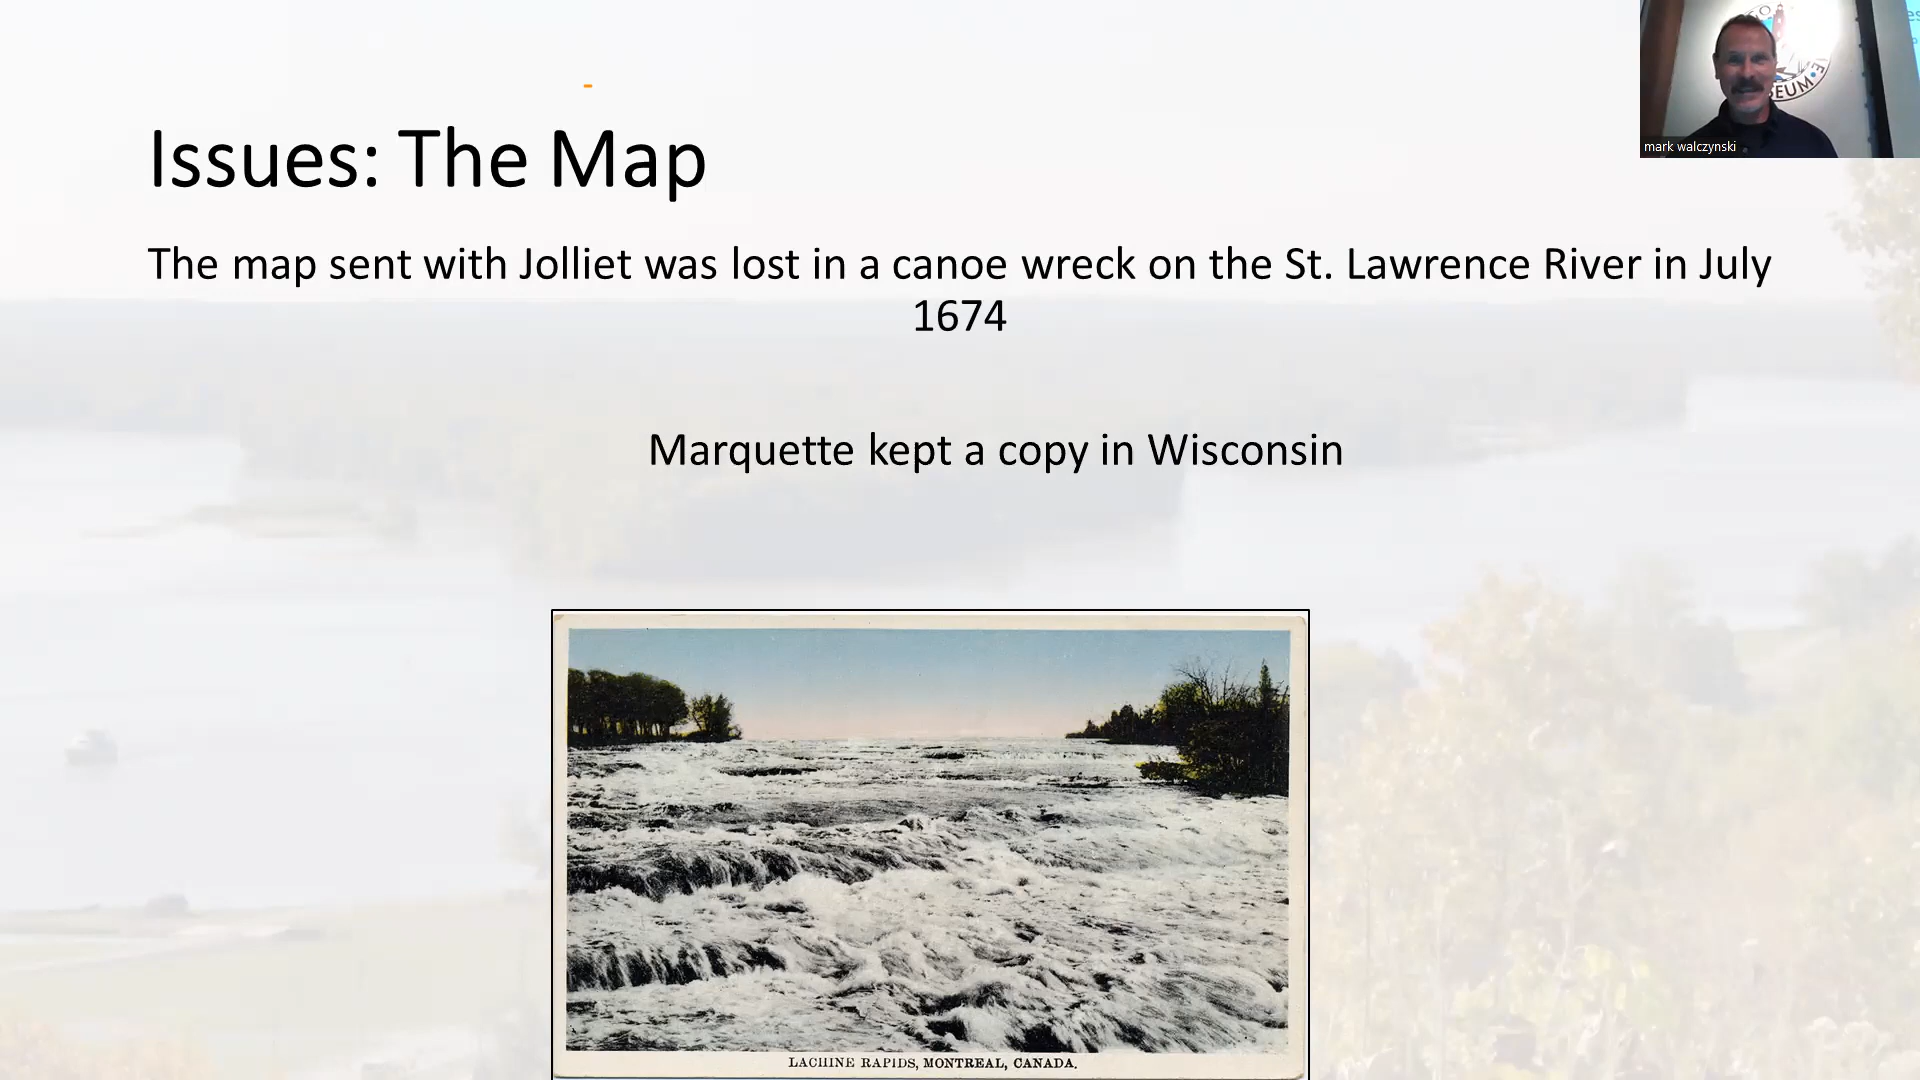 Issues: The Map
The map sent with Jolliet was lost in a canoe wreck on the St. Lawrence River in July
1674
Marquette kept a copy in Wisconsin
LACHINE RAPIDS, MONTREAL, CANADA.
mark walczynski